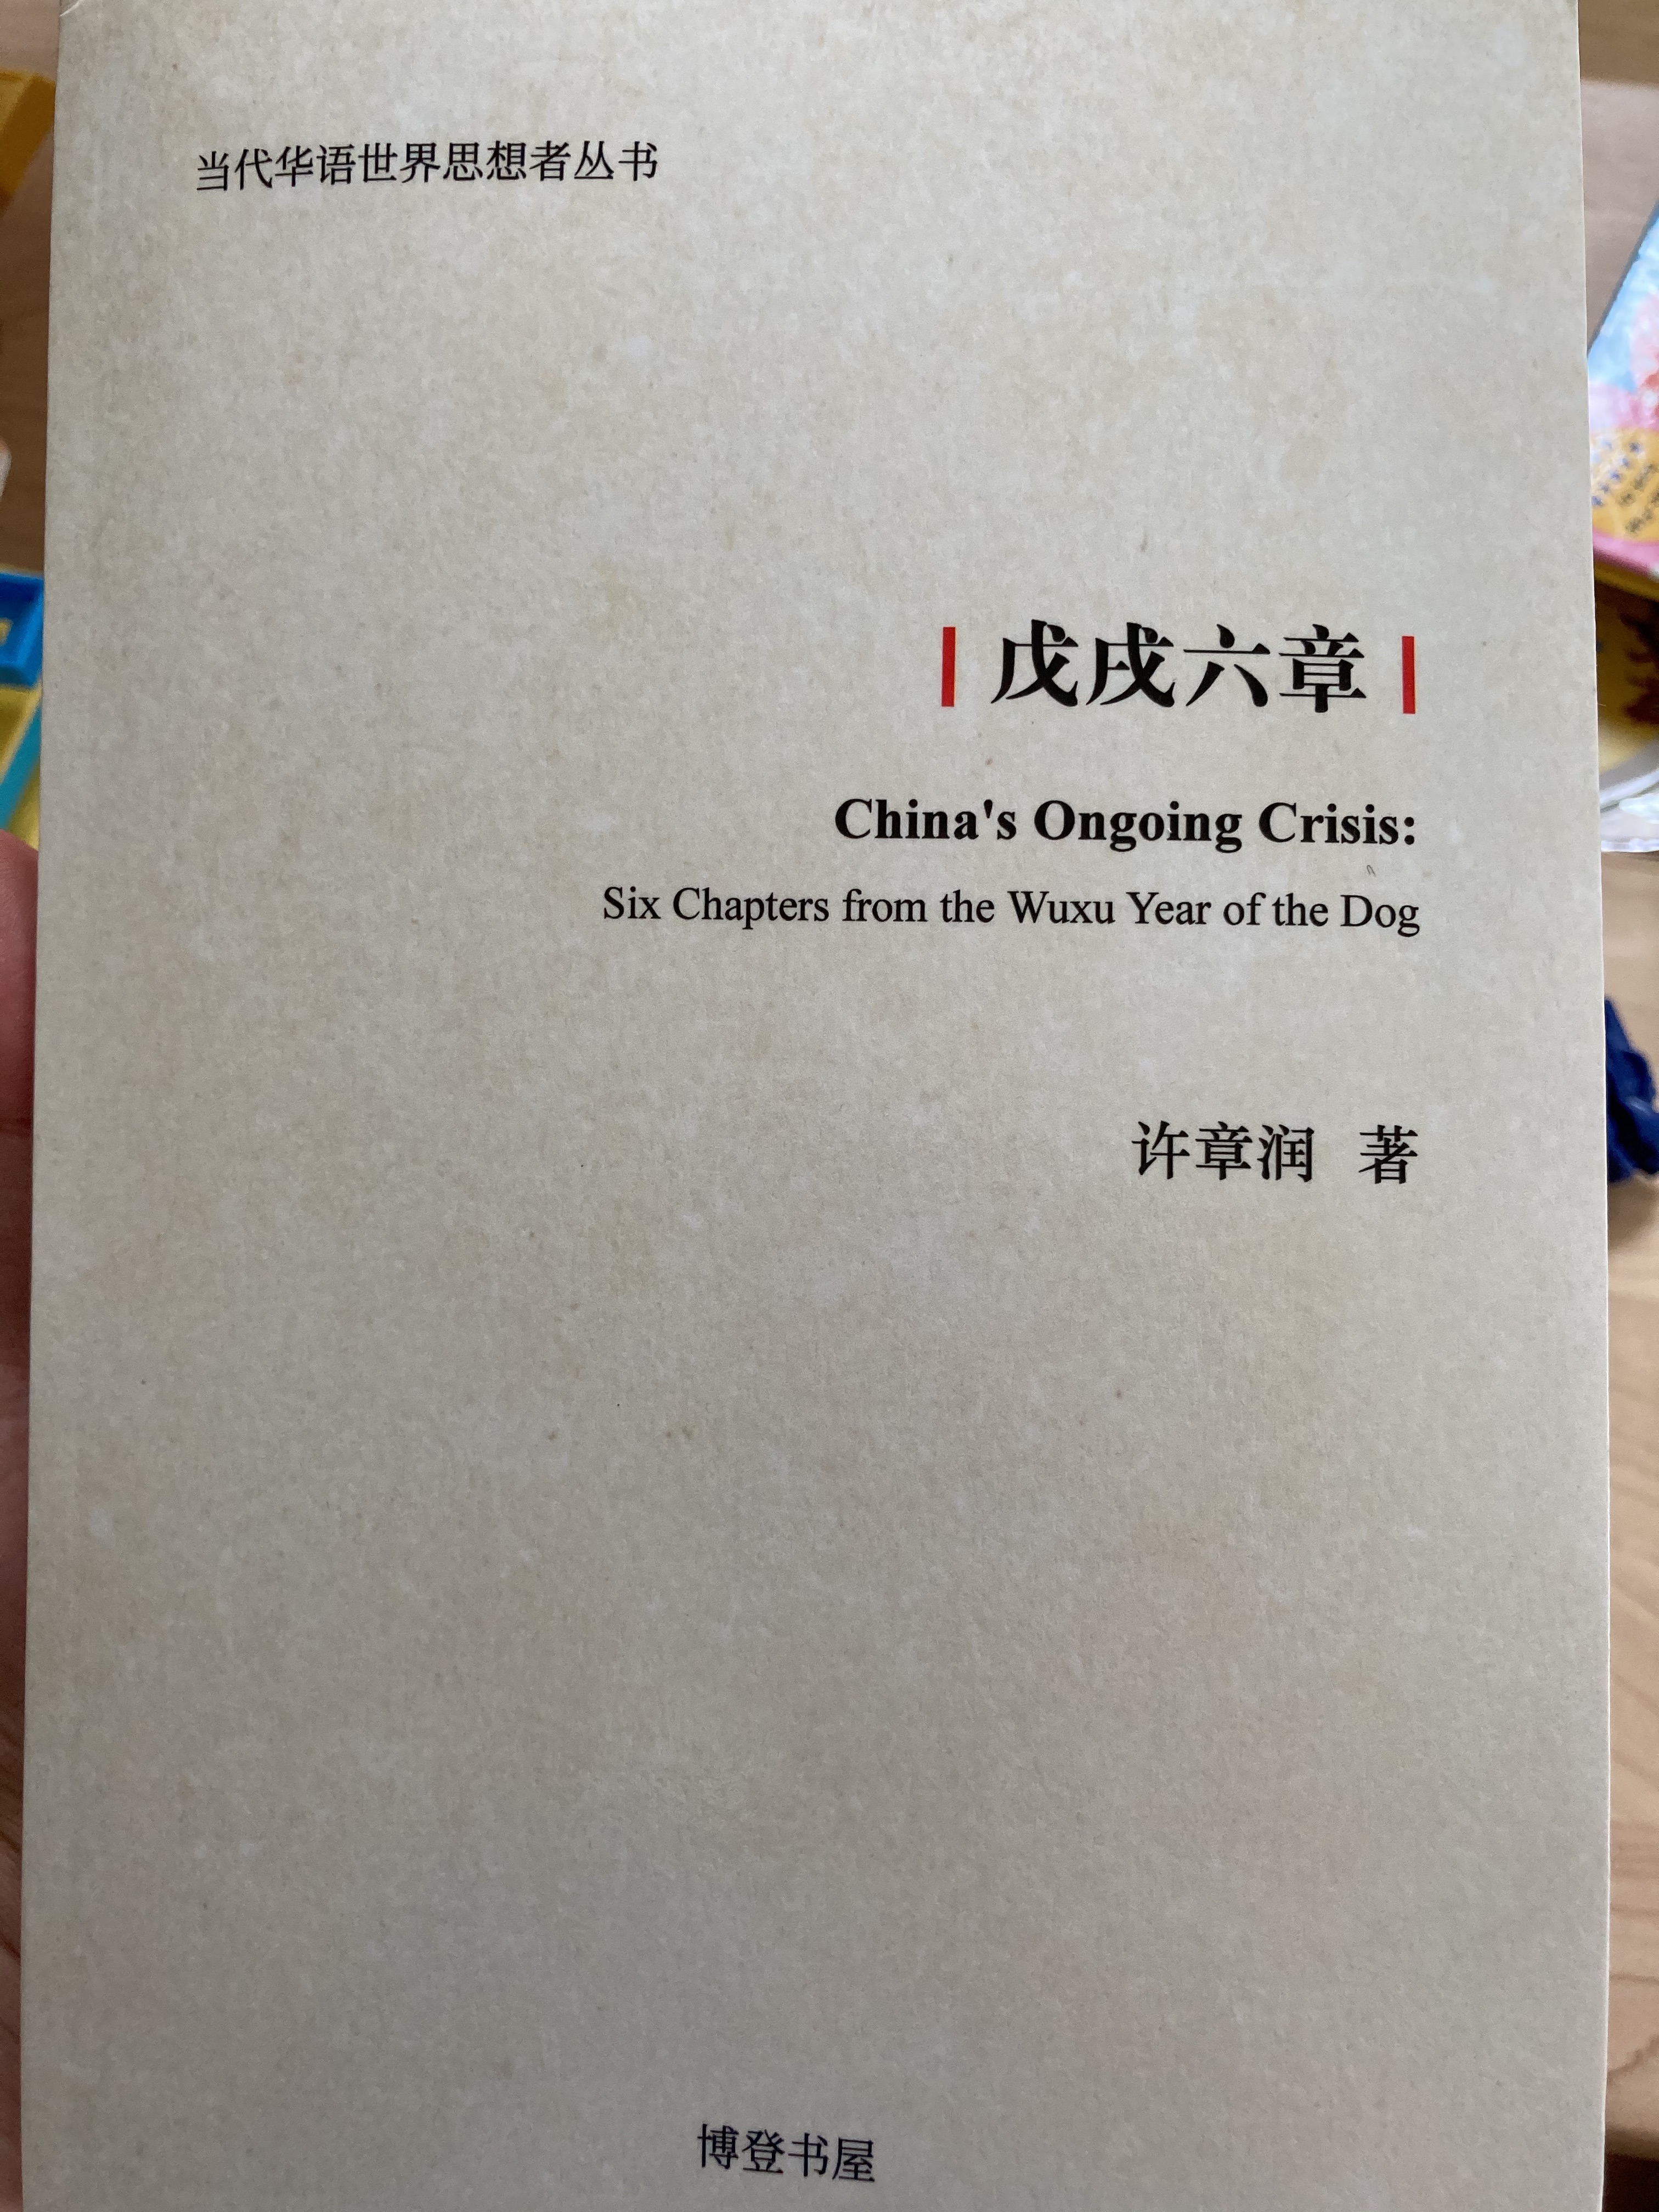 当代华语世界思想者丛书
戊戌六章
China's Ongoing Crisis:
Six Chapters from the Wuxu Year of the Dog
许章润 著
博登书屋